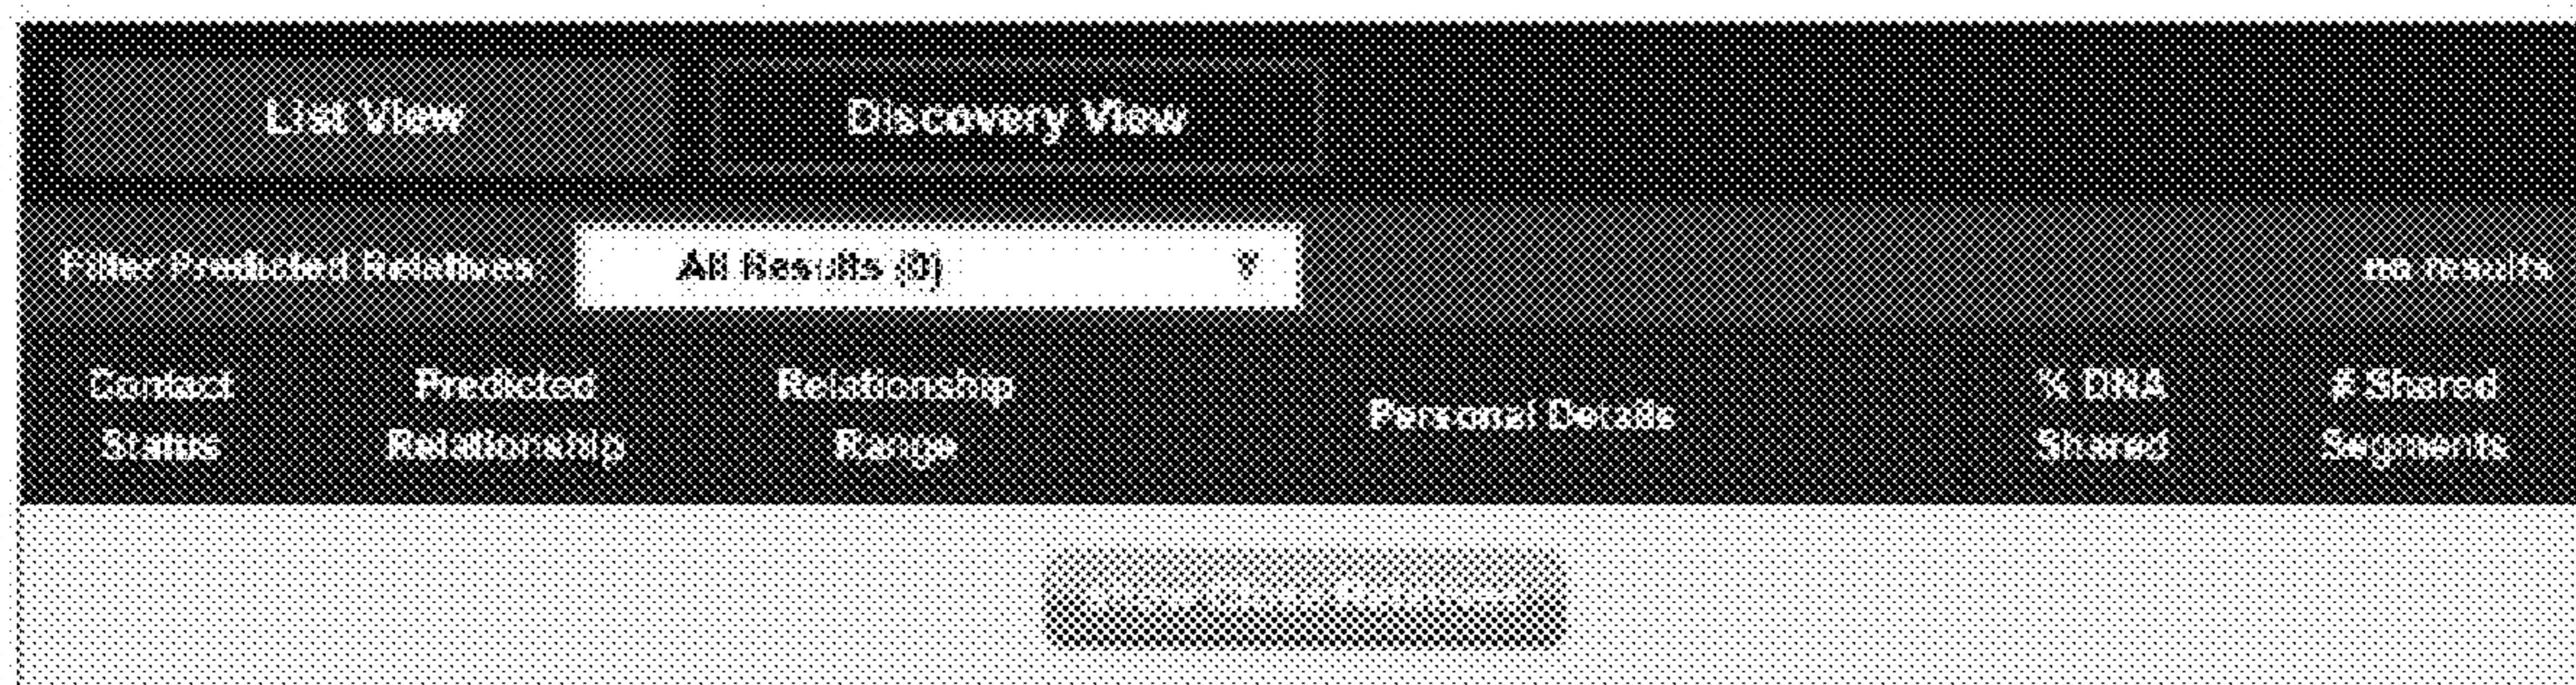 List View
Discovery View
Filter Predicted Relatives:
All Results (0)
no results
Contact Status
Predicted Relationship
Relationship Range
Personal Details
% DNA Shared
# Shared Segments